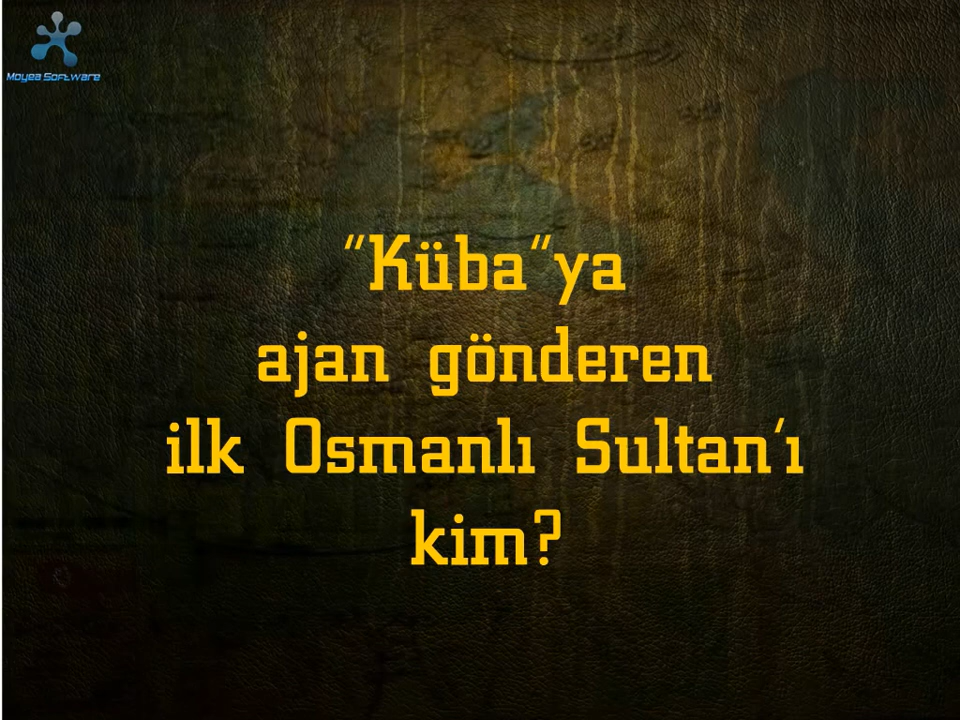 Moyea Software
"Küba"ya
ajan gönderen
ilk Osmanlı Sultan'ı
kim?